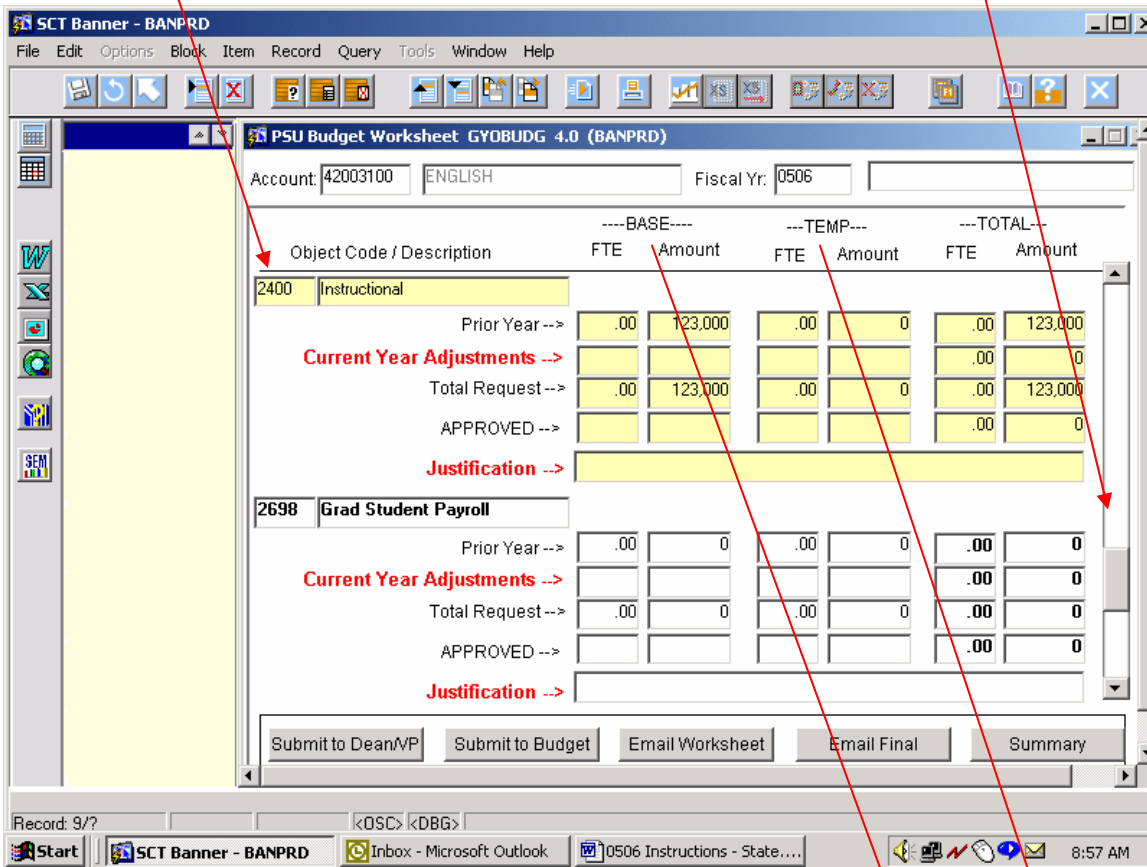 SCT Banner - BANPRD
File Edit Options Block Item Record Query Tools Window Help
PSU Budget Worksheet GYOBUDG 4.0 (BANPRD)
Account: 42003100 ENGLISH Fiscal Yr: 0506
----BASE---- ---TEMP--- ---TOTAL---
Object Code / Description FTE Amount FTE Amount FTE Amount
2400 Instructional
Prior Year --> .00 123,000 .00 0 .00 123,000
Current Year Adjustments --> .00 0
Total Request --> .00 123,000 .00 0 .00 123,000
APPROVED --> .00 0
Justification -->
2698 Grad Student Payroll
Prior Year --> .00 0 .00 0 .00 0
Current Year Adjustments --> .00 0
Total Request --> .00 0 .00 0 .00 0
APPROVED --> .00 0
Justification -->
Submit to Dean/VP Submit to Budget Email Worksheet Email Final Summary
Record: 9/? <OSC> <DBG>
Start SCT Banner - BANPRD Inbox - Microsoft Outlook 0506 Instructions - State.... 8:57 AM